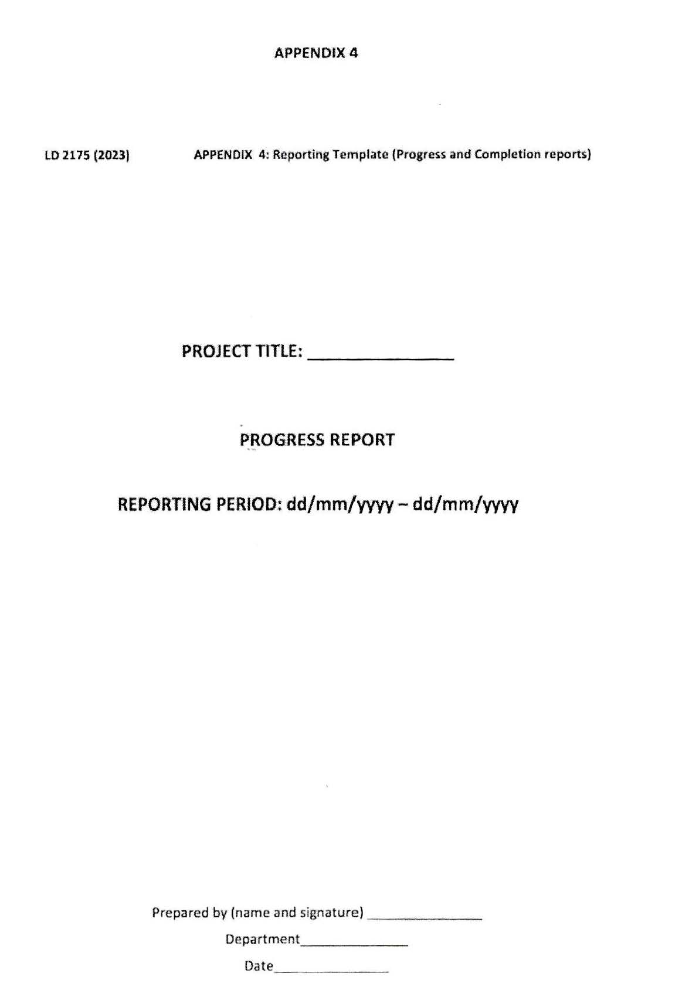 APPENDIX 4
LD 2175 (2023) APPENDIX 4: Reporting Template (Progress and Completion reports)
PROJECT TITLE: _______________
PROGRESS REPORT
REPORTING PERIOD: dd/mm/yyyy – dd/mm/yyyy
Prepared by (name and signature) _______________
Department_______________
Date_______________